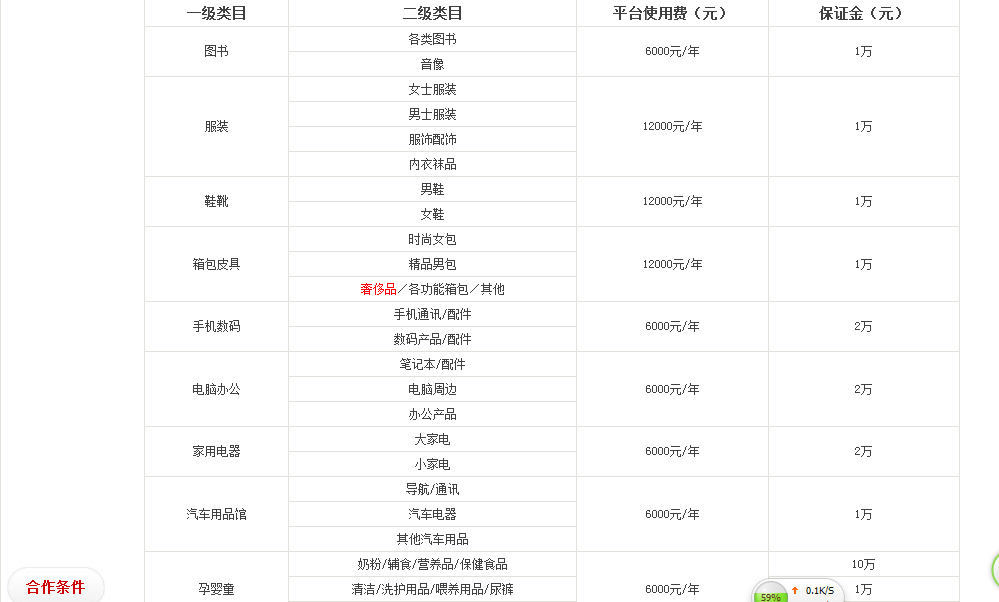 一级类目 二级类目 平台使用费（元） 保证金（元）
图书 各类图书 6000元/年 1万
音像
服装 女士服装 12000元/年 1万
男士服装
服饰配饰
内衣袜品
鞋靴 男鞋 12000元/年 1万
女鞋
箱包皮具 时尚女包 12000元/年 1万
精品男包
奢侈品／各功能箱包／其他
手机数码 手机通讯/配件 6000元/年 2万
数码产品/配件
电脑办公 笔记本/配件 6000元/年 2万
电脑周边
办公产品
家用电器 大家电 6000元/年 2万
小家电
汽车用品馆 导航/通讯 6000元/年 1万
汽车电器
其他汽车用品
孕婴童 奶粉/辅食/营养品/保健食品 6000元/年 10万
清洁/洗护用品/喂养用品/尿裤 1万
合作条件
59% ↑ 0.1K/S